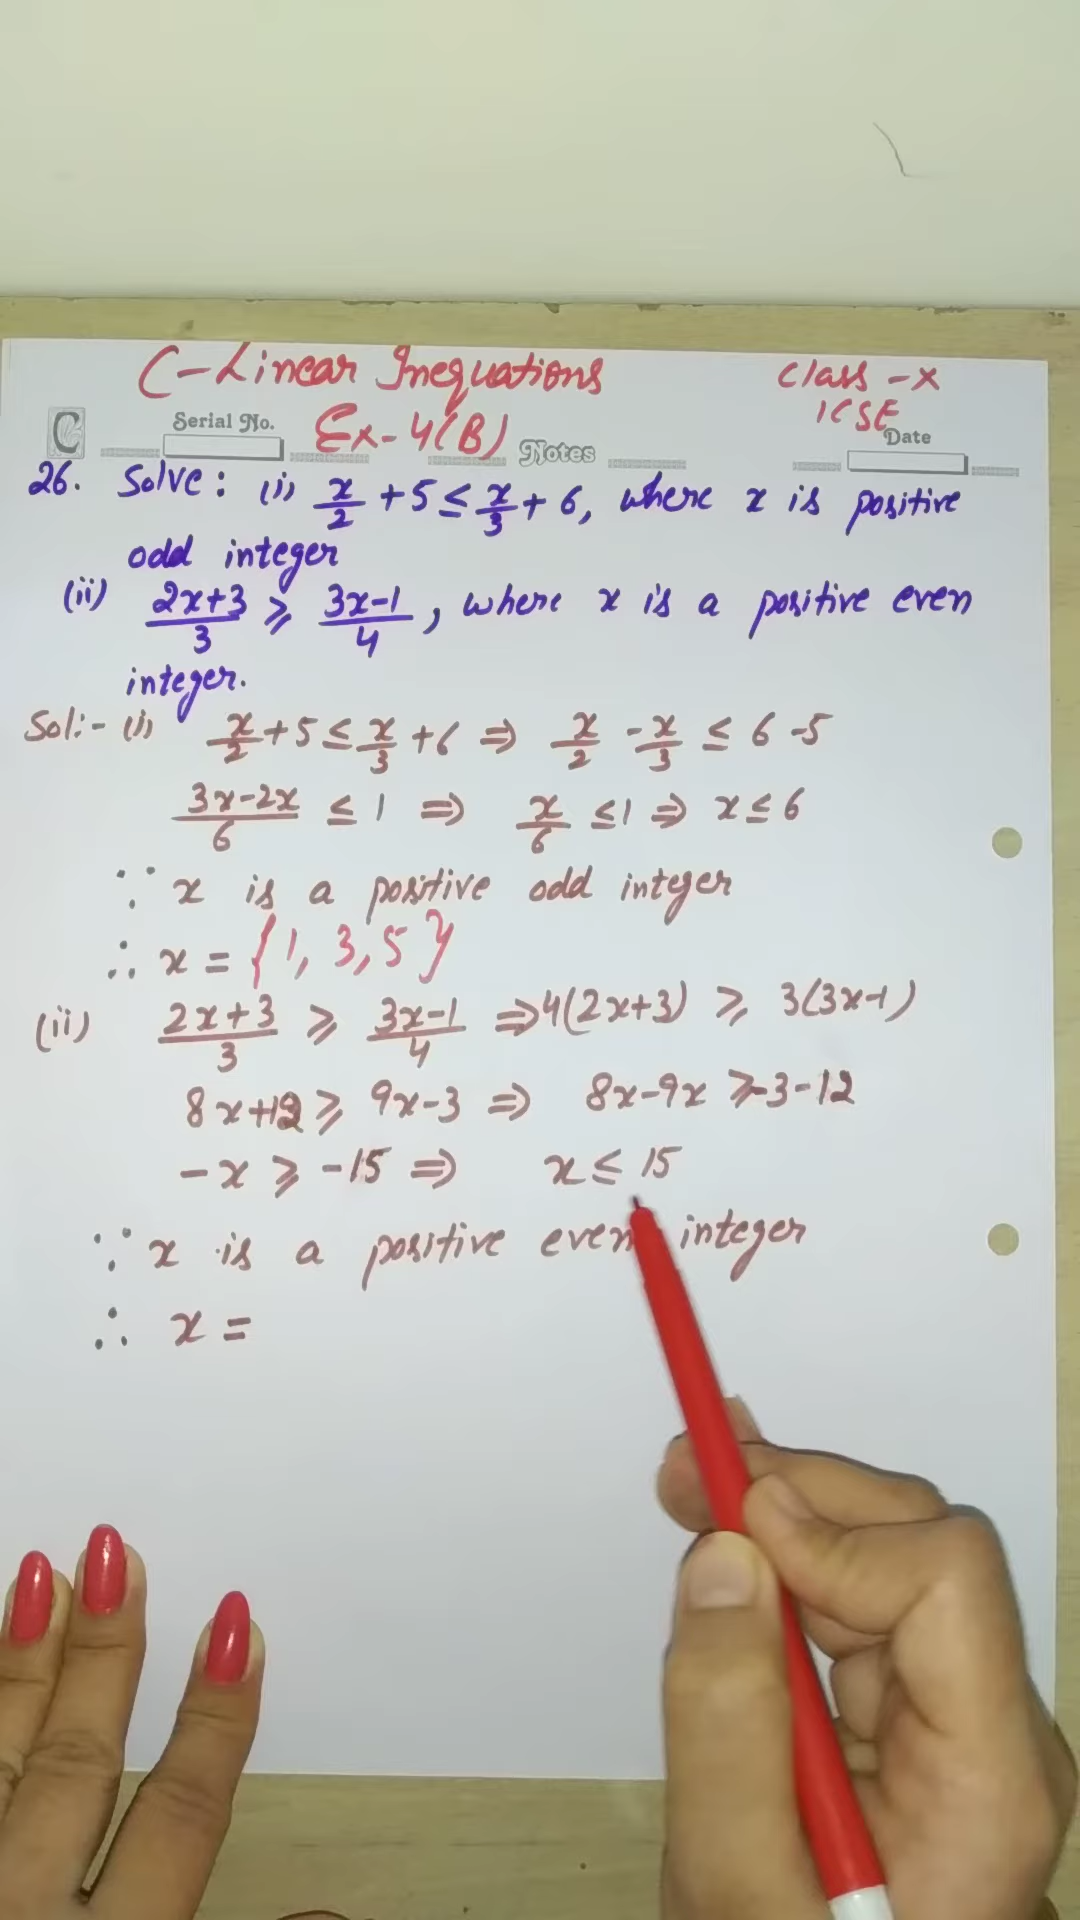 C-Linear Inequations Class-X
ICSE
C Serial No. Ex-4(B) Notes Date
26. Solve: (i) x/2 + 5 ≤ x/3 + 6, where x is positive
odd integer
(ii) 2x+3/3 ≥ 3x-1/4, where x is a positive even
integer.
Sol:- (i) x/2 + 5 ≤ x/3 + 6 ⇒ x/2 - x/3 ≤ 6 -5
3x-2x/6 ≤ 1 ⇒ x/6 ≤ 1 ⇒ x ≤ 6
∵ x is a positive odd integer
∴ x = {1, 3, 5}
(ii) 2x+3/3 ≥ 3x-1/4 ⇒ 4(2x+3) ≥ 3(3x-1)
8x+12 ≥ 9x-3 ⇒ 8x-9x ≥ -3-12
-x ≥ -15 ⇒ x ≤ 15
∵ x is a positive even integer
∴ x =